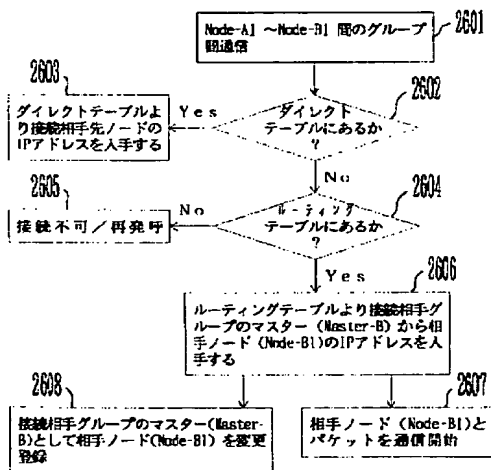 2601
Node-A1 ～Node-B1 間のグループ
間通信
2603
2602
ダイレクトテーブルよ
り接続相手先ノードの
IPアドレスを入手する
Yes
ダイレクト
テーブルにあるか
?
No
2605
2604
接続不可／再発呼
No
ルーティング
テーブルにあるか
?
Yes
2606
ルーティングテーブルより接続相手グ
ループのマスター (Master-B) から相
手ノード (Node-B1)のIPアドレスを入
手する
2608
2607
接続相手グループのマスター(Master-
B)として相手ノード(Node-B1) を変更
登録
相手ノード (Node-B1)と
パケットを通信開始